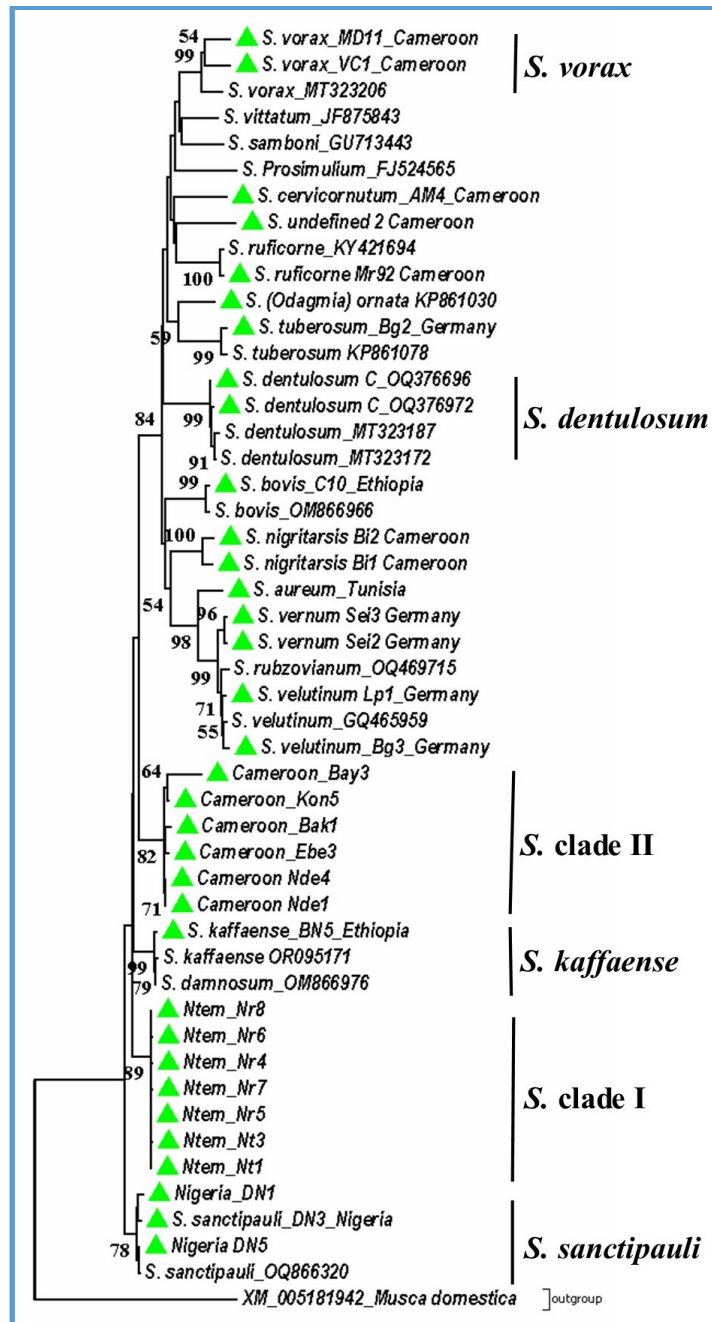 54
S. vorax_MD11_Cameroon
99
S. vorax_VC1_Cameroon
S. vorax
S. vorax_MT323206
S. vittatum_JF875843
S. samboni_GU713443
S. Prosimulium_FJ524565
S. cervicornutum_AM4_Cameroon
S. undefined 2 Cameroon
S. ruficorne_KY421694
100
S. ruficorne Mr92 Cameroon
S. (Odagmia) ornata KP861030
59
S. tuberosum_Bg2_Germany
99
S. tuberosum KP861078
S. dentulosum C_OQ376696
84
99
S. dentulosum C_OQ376972
S. dentulosum
S. dentulosum_MT323187
91
S. dentulosum_MT323172
99
S. bovis_C10_Ethiopia
S. bovis_OM866966
100
S. nigritarsis Bi2 Cameroon
S. nigritarsis Bi1 Cameroon
54
S. aureum_Tunisia
96
S. vernum Sei3 Germany
98
S. vernum Sei2 Germany
99
S. rubzovianum_OQ469715
71
S. velutinum Lp1_Germany
55
S. velutinum_GQ465959
S. velutinum_Bg3_Germany
64
Cameroon_Bay3
Cameroon_Kon5
Cameroon_Bak1
82
Cameroon_Ebe3
S. clade II
Cameroon Nde4
71
Cameroon Nde1
S. kaffaense_BN5_Ethiopia
99
S. kaffaense OR095171
S. kaffaense
79
S. damnosum_OM866976
Ntem_Nr8
Ntem_Nr6
Ntem_Nr4
89
Ntem_Nr7
S. clade I
Ntem_Nr5
Ntem_Nt3
Ntem_Nt1
Nigeria_DN1
S. sanctipauli_DN3_Nigeria
78
Nigeria DN5
S. sanctipauli
S. sanctipauli_OQ866320
XM_005181942_Musca domestica
outgroup